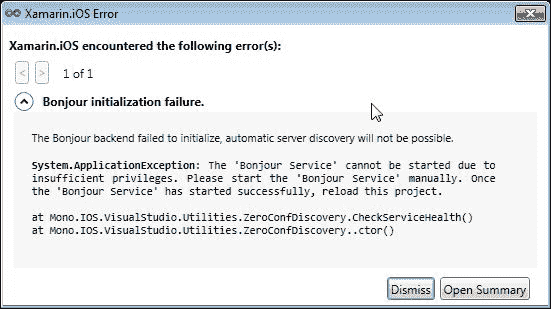 Xamarin.iOS Error
Xamarin.iOS encountered the following error(s):
< > 1 of 1
Bonjour initialization failure.
The Bonjour backend failed to initialize, automatic server discovery will not be possible.
System.ApplicationException: The 'Bonjour Service' cannot be started due to
insufficient privileges. Please start the 'Bonjour Service' manually. Once
the 'Bonjour Service' has started successfully, reload this project.
at Mono.IOS.VisualStudio.Utilities.ZeroConfDiscovery.CheckServiceHealth()
at Mono.IOS.VisualStudio.Utilities.ZeroConfDiscovery..ctor()
Dismiss Open Summary